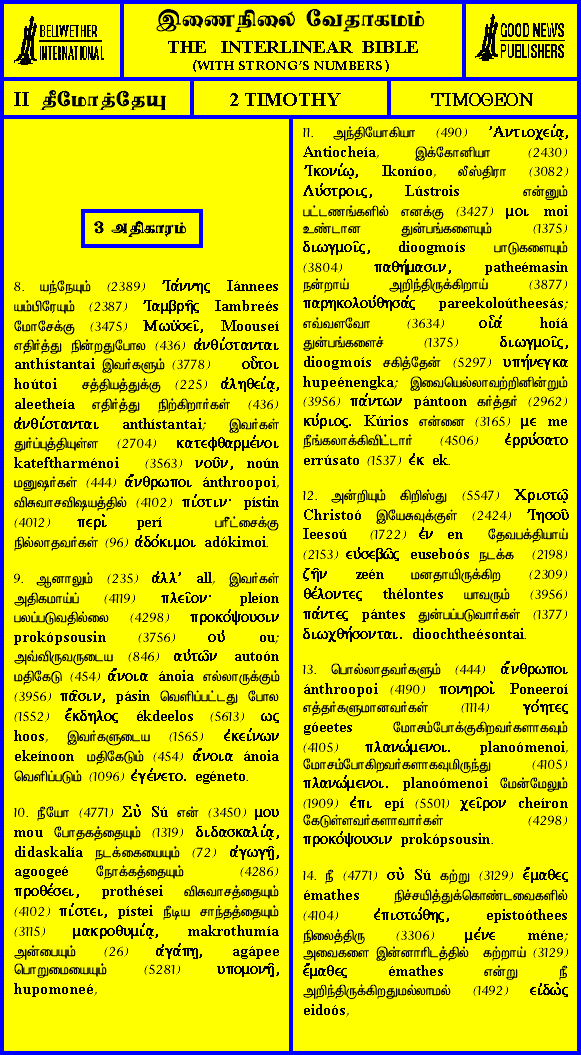 BELLWETHER
INTERNATIONAL
இணைநிலை வேதாகமம்
THE INTERLINEAR BIBLE
(WITH STRONG'S NUMBERS)
GOOD NEWS
PUBLISHERS
II தீமோத்தேயு
2 TIMOTHY
ΤΙΜΟΘΕΟΝ
3 அதிகாரம்
8. யந்நேயும் (2389) Ἰάννης Iánnees
யம்பிரேயும் (2387) Ἰαμβρῆς Iambreés
மோசேக்கு (3475) Μωϋσεῖ, Moouseí
எதிர்த்து நின்றதுபோல (436) ἀνθίστανται
anthístantai இவர்களும் (3778) οὗτοι
hoútoi சத்தியத்துக்கு (225) ἀληθείᾳ,
aleetheía எதிர்த்து நிற்கிறார்கள் (436)
ἀνθίστανται anthístantai; இவர்கள்
துர்ப்புத்தியுள்ள (2704) κατεφθαρμένοι
kateftharménoi (3563) νοῦν, noún
மனுஷர்கள் (444) ἄνθρωποι ánthroopoi,
விசுவாசவிஷயத்தில் (4102) πίστιν· pístin
(4012) περὶ perí பரீட்சைக்கு
நில்லாதவர்கள் (96) ἀδόκιμοι adókimoi.
9. ஆனாலும் (235) ἀλλ' all, இவர்கள்
அதிகமாய்ப் (4119) πλεῖον· pleíon
பலப்படுவதில்லை (4298) προκόψουσιν
prokópsousin (3756) οὐ ou;
அவ்விருவருடைய (846) αὐτῶν autoón
மதிகேடு (454) ἄνοια ánoia எல்லாருக்கும்
(3956) πᾶσιν, pásin வெளிப்பட்டது போல
(1552) ἔκδηλος ékdeelos (5613) ως
hoos, இவர்களுடைய (1565) ἐκείνων
ekeínoon மதிகேடும் (454) ἄνοια ánoia
வெளிப்படும் (1096) ἐγένετο. egéneto.
10. நீயோ (4771) Σὺ Sú என் (3450) μου
mou போதகத்தையும் (1319) διδασκαλίᾳ,
didaskalía நடக்கையையும் (72) ἀγωγῇ,
agoogeé நோக்கத்தையும் (4286)
προθέσει, prothései விசுவாசத்தையும்
(4102) πίστει, pístei நீடிய சாந்தத்தையும்
(3115) μακροθυμίᾳ, makrothumía
அன்பையும் (26) ἀγάπῃ, agápee
பொறுமையையும் (5281) υπομονῇ,
hupomoneé,
11. அந்தியோகியா (490) Ἀντιοχείᾳ,
Antiocheía, இக்கோனியா (2430)
Ἰκονίῳ, Ikoníoo, லீஸ்திரா (3082)
Λύστροις, Lústrois என்னும்
பட்டணங்களில் எனக்கு (3427) μοι moi
உண்டான துன்பங்களையும் (1375)
διωγμοῖς, dioogmoís பாடுகளையும்
(3804) παθήμασιν, patheémasin
நன்றாய் அறிந்திருக்கிறாய் (3877)
παρηκολούθησάς pareekoloútheesás;
எவ்வளவோ (3634) οἷά hoíá
துன்பங்களைச் (1375) διωγμοῖς,
dioogmoís சகித்தேன் (5297) υπήνεγκα
hupeénengka; இவையெல்லாவற்றினின்றும்
(3956) πάντων pántoon கர்த்தர் (2962)
κύριος. Kúrios என்னை (3165) με me
நீங்கலாக்கிவிட்டார் (4506) ἐρρύσατο
errúsato (1537) ἐκ ek.
12. அன்றியும் கிறிஸ்து (5547) Χριστῷ
Christoó இயேசுவுக்குள் (2424) Ἰησοῦ
Ieesoú (1722) ἐν en தேவபக்தியாய்
(2153) εὐσεβῶς euseboós நடக்க (2198)
ζῆν zeén மனதாயிருக்கிற (2309)
θέλοντες thélontes யாவரும் (3956)
πάντες pántes துன்பப்படுவார்கள் (1377)
διωχθήσονται. dioochtheésontai.
13. பொல்லாதவர்களும் (444) ἄνθρωποι
ánthroopoi (4190) πονηροὶ Poneeroí
எத்தர்களுமானவர்கள் (1114) γόητες
góeetes மோசம்போக்குகிறவர்களாகவும்
(4105) πλανώμενοι. planoómenoi,
மோசம்போகிறவர்களாகவுமிருந்து (4105)
πλανώμενοι. planoómenoi மேன்மேலும்
(1909) ἐπι epí (5501) χεῖρον cheíron
கேடுள்ளவர்களாவார்கள் (4298)
προκόψουσιν prokópsousin.
14. நீ (4771) σὺ Sú கற்று (3129) ἔμαθες
émathes நிச்சயித்துக்கொண்டவைகளில்
(4104) ἐπιστώθης, epistoóthees
நிலைத்திரு (3306) μένε méne;
அவைகளை இன்னாரிடத்தில் கற்றாய் (3129)
ἔμαθες émathes என்று நீ
அறிந்திருக்கிறதுமல்லாமல் (1492) εἰδὼς
eidoós,